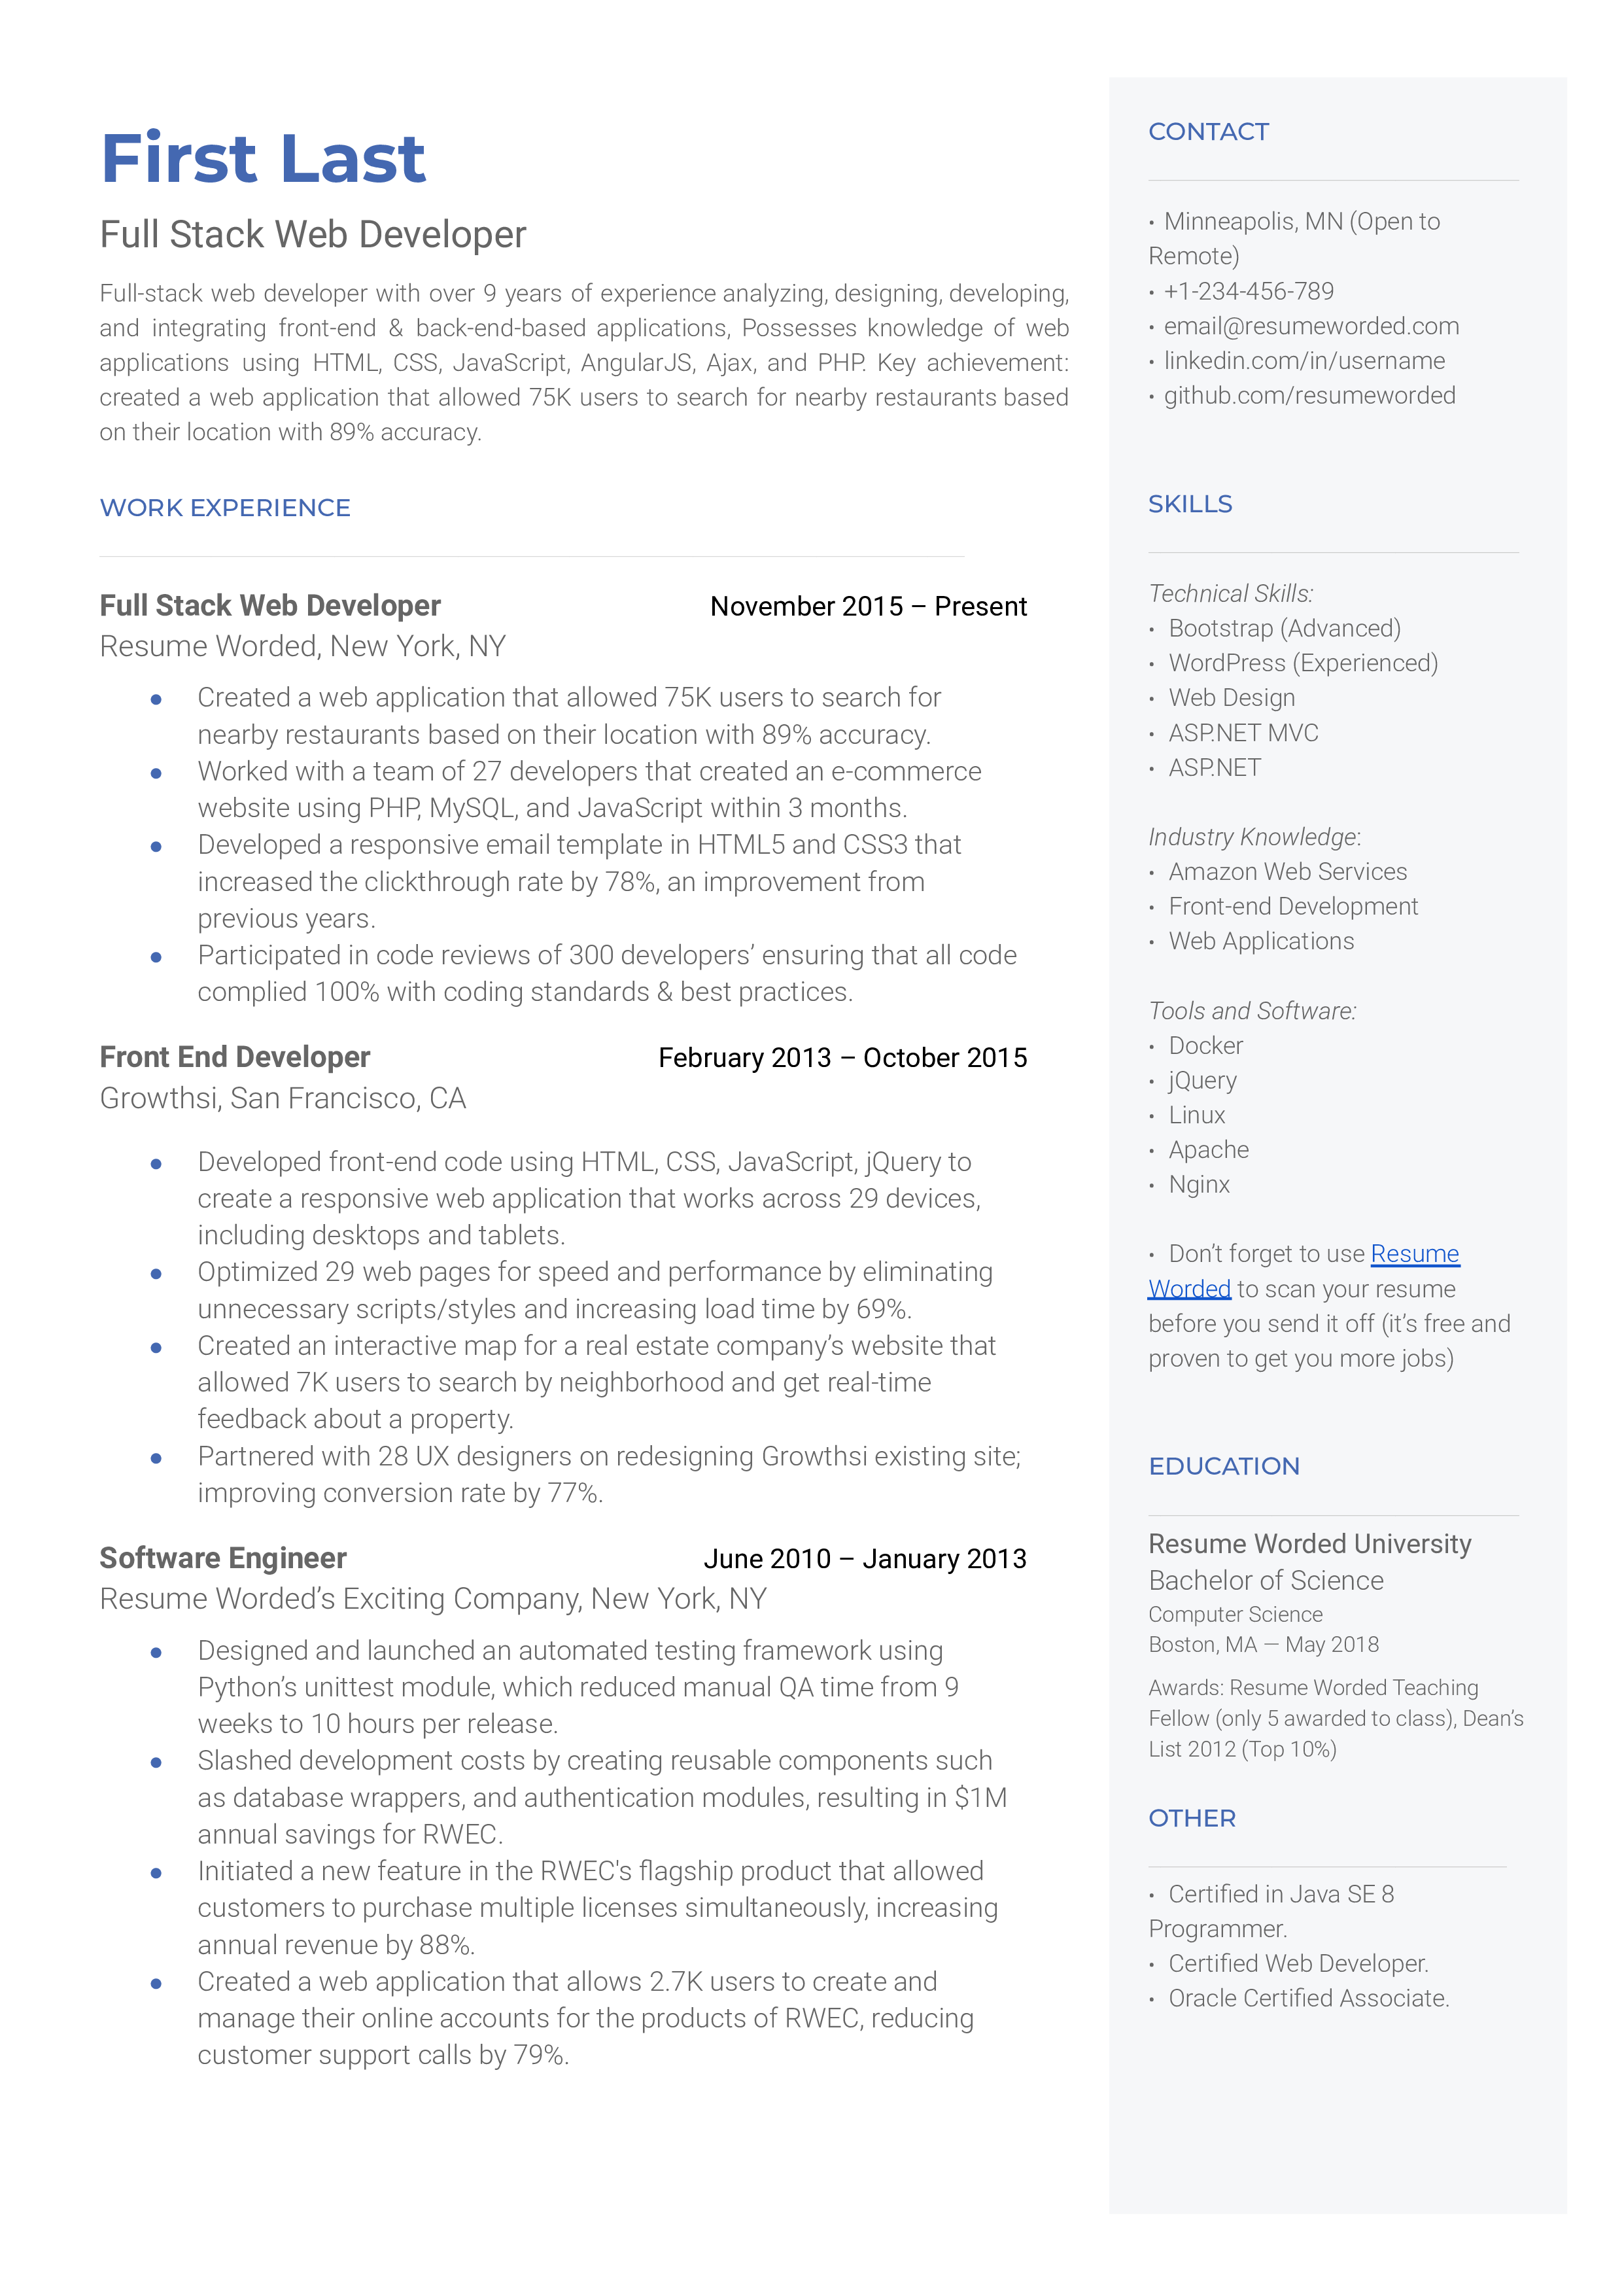 First Last
Full Stack Web Developer
Full-stack web developer with over 9 years of experience analyzing, designing, developing,
and integrating front-end & back-end-based applications, Possesses knowledge of web
applications using HTML, CSS, JavaScript, AngularJS, Ajax, and PHP. Key achievement:
created a web application that allowed 75K users to search for nearby restaurants based
on their location with 89% accuracy.
WORK EXPERIENCE
Full Stack Web Developer November 2015 – Present
Resume Worded, New York, NY
● Created a web application that allowed 75K users to search for
nearby restaurants based on their location with 89% accuracy.
● Worked with a team of 27 developers that created an e-commerce
website using PHP, MySQL, and JavaScript within 3 months.
● Developed a responsive email template in HTML5 and CSS3 that
increased the clickthrough rate by 78%, an improvement from
previous years.
● Participated in code reviews of 300 developers’ ensuring that all code
complied 100% with coding standards & best practices.
Front End Developer February 2013 – October 2015
Growthsi, San Francisco, CA
● Developed front-end code using HTML, CSS, JavaScript, jQuery to
create a responsive web application that works across 29 devices,
including desktops and tablets.
● Optimized 29 web pages for speed and performance by eliminating
unnecessary scripts/styles and increasing load time by 69%.
● Created an interactive map for a real estate company’s website that
allowed 7K users to search by neighborhood and get real-time
feedback about a property.
● Partnered with 28 UX designers on redesigning Growthsi existing site;
improving conversion rate by 77%.
Software Engineer June 2010 – January 2013
Resume Worded’s Exciting Company, New York, NY
● Designed and launched an automated testing framework using
Python’s unittest module, which reduced manual QA time from 9
weeks to 10 hours per release.
● Slashed development costs by creating reusable components such
as database wrappers, and authentication modules, resulting in $1M
annual savings for RWEC.
● Initiated a new feature in the RWEC's flagship product that allowed
customers to purchase multiple licenses simultaneously, increasing
annual revenue by 88%.
● Created a web application that allows 2.7K users to create and
manage their online accounts for the products of RWEC, reducing
customer support calls by 79%.
CONTACT
• Minneapolis, MN (Open to
Remote)
• +1-234-456-789
• email@resumeworded.com
• linkedin.com/in/username
• github.com/resumeworded
SKILLS
Technical Skills:
• Bootstrap (Advanced)
• WordPress (Experienced)
• Web Design
• ASP.NET MVC
• ASP.NET
Industry Knowledge:
• Amazon Web Services
• Front-end Development
• Web Applications
Tools and Software:
• Docker
• jQuery
• Linux
• Apache
• Nginx
• Don’t forget to use Resume
Worded to scan your resume
before you send it off (it’s free and
proven to get you more jobs)
EDUCATION
Resume Worded University
Bachelor of Science
Computer Science
Boston, MA — May 2018
Awards: Resume Worded Teaching
Fellow (only 5 awarded to class), Dean’s
List 2012 (Top 10%)
OTHER
• Certified in Java SE 8
Programmer.
• Certified Web Developer.
• Oracle Certified Associate.